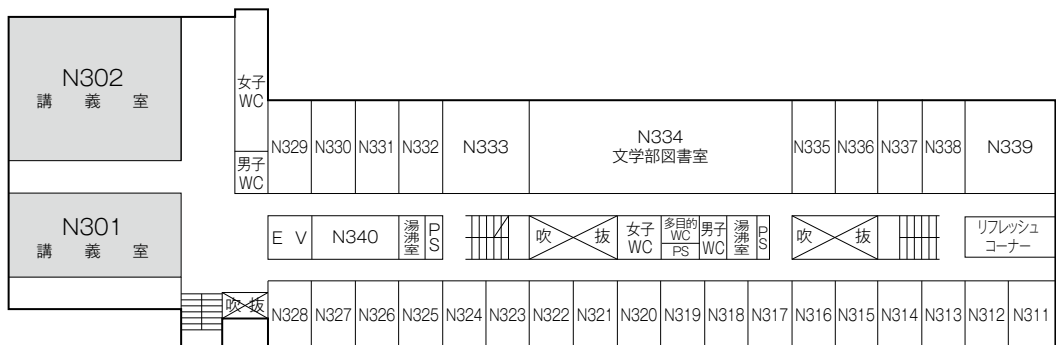 N302
講義室
女子
WC
男子
WC
N329
N330
N331
N332
N333
N334
文学部図書室
N335
N336
N337
N338
N339
N301
講義室
EV
N340
湯沸室
PS
吹抜
女子
WC
多目的
WC
PS
男子
WC
湯沸室
PS
吹抜
リフレッシュ
コーナー
吹抜
N328
N327
N326
N325
N324
N323
N322
N321
N320
N319
N318
N317
N316
N315
N314
N313
N312
N311